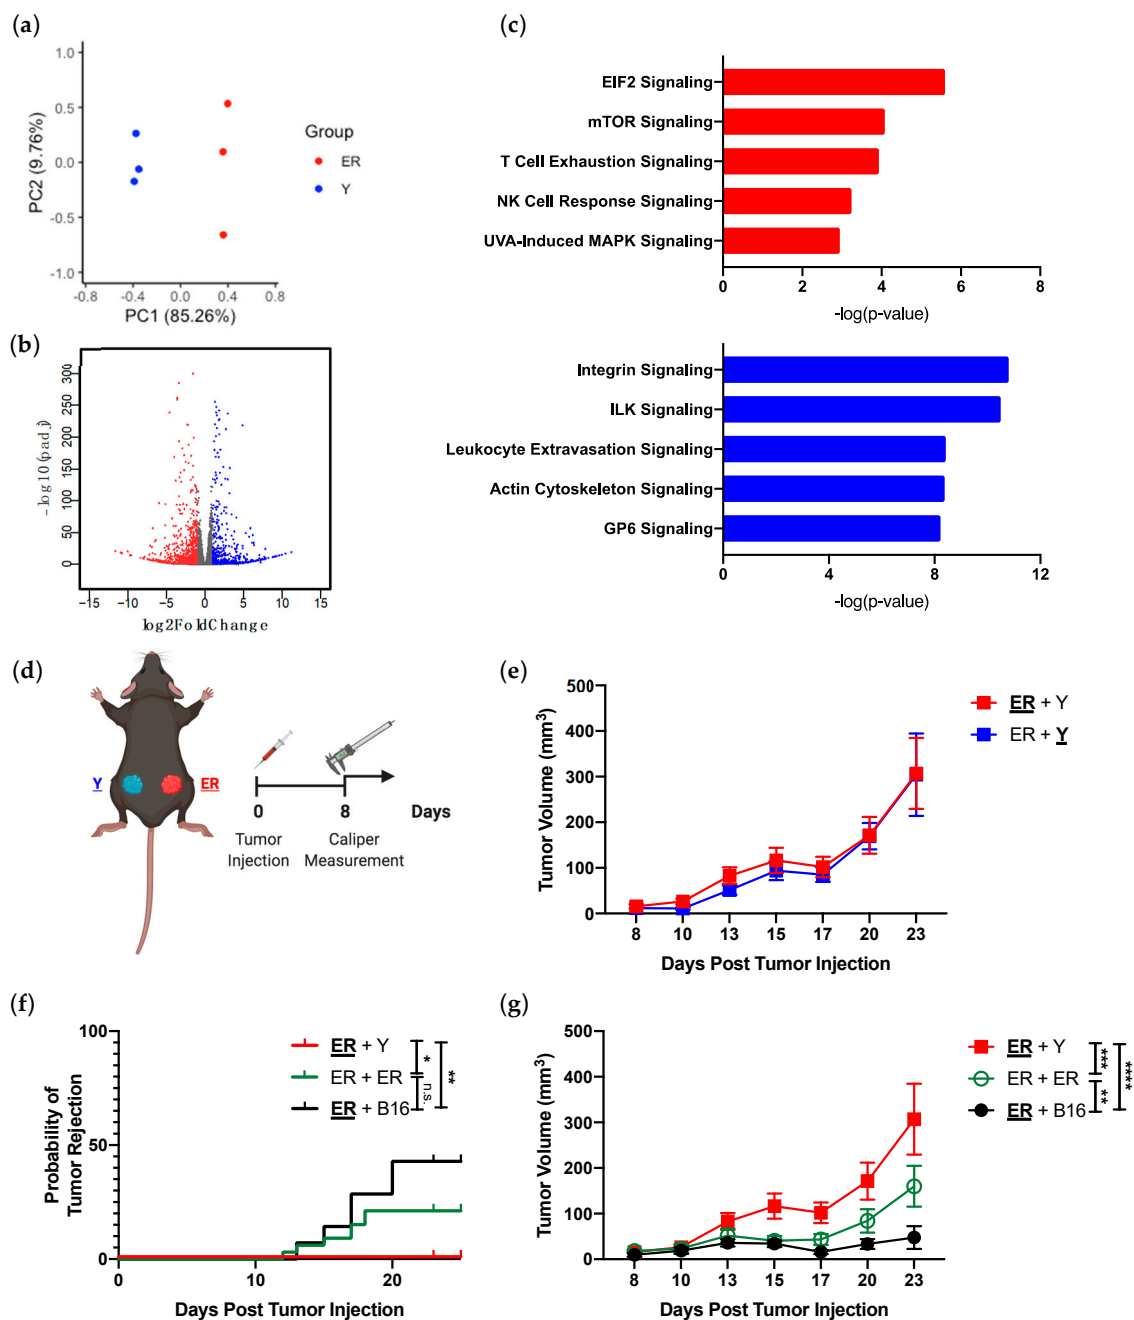 (a)
1.0
0.5
0.0
-0.5
-1.0
PC2 (9.76%)
-0.8
-0.4
0.0
0.4
0.8
PC1 (85.26%)
Group
ER
Y
(b)
300
250
200
150
100
50
0
-log10(padj)
−15
−10
−5
0
5
10
15
log2FoldChange
(c)
EIF2 Signaling
mTOR Signaling
T Cell Exhaustion Signaling
NK Cell Response Signaling
UVA-Induced MAPK Signaling
0
2
4
6
8
-log(p-value)
Integrin Signaling
ILK Signaling
Leukocyte Extravasation Signaling
Actin Cytoskeleton Signaling
GP6 Signaling
0
4
8
12
-log(p-value)
(d)
Y
ER
0
8
Days
Tumor
Injection
Caliper
Measurement
(e)
500
400
300
200
100
0
Tumor Volume (mm³)
8
10
13
15
17
20
23
Days Post Tumor Injection
ER + Y
ER + Y
(f)
100
50
0
Probability of
Tumor Rejection
0
10
20
Days Post Tumor Injection
ER + Y
ER + ER
ER + B16
*
n.s.
**
(g)
500
400
300
200
100
0
Tumor Volume (mm³)
8
10
13
15
17
20
23
Days Post Tumor Injection
ER + Y
ER + ER
ER + B16
***
**
****